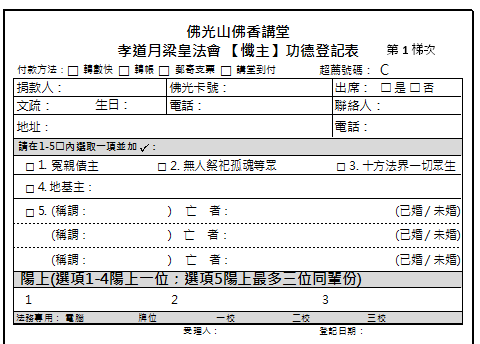 佛光山佛香講堂
孝道月梁皇法會 【懺主】功德登記表 第 1 梯次
付款方法：□ 轉數快 □ 轉帳 □ 郵寄支票 □ 講堂到付 超薦號碼： C
捐款人： 佛光卡號： 出席： □ 是 □ 否
文疏： 生日： 電話： 聯絡人：
地址： 電話：
請在1-5□內選取一項並加 ✓：
□ 1. 冤親債主 □ 2. 無人祭祀孤魂等眾 □ 3. 十方法界一切眾生
□ 4. 地基主：
□ 5. (稱謂： ) 亡 者： (已婚 / 未婚)
(稱謂： ) 亡 者： (已婚 / 未婚)
(稱謂： ) 亡 者： (已婚 / 未婚)
陽上(選項1-4陽上一位；選項5陽上最多三位同輩份)
1 2 3
法務專用： 電腦 牌位 一校 二校 三校
受理人： 登記日期：